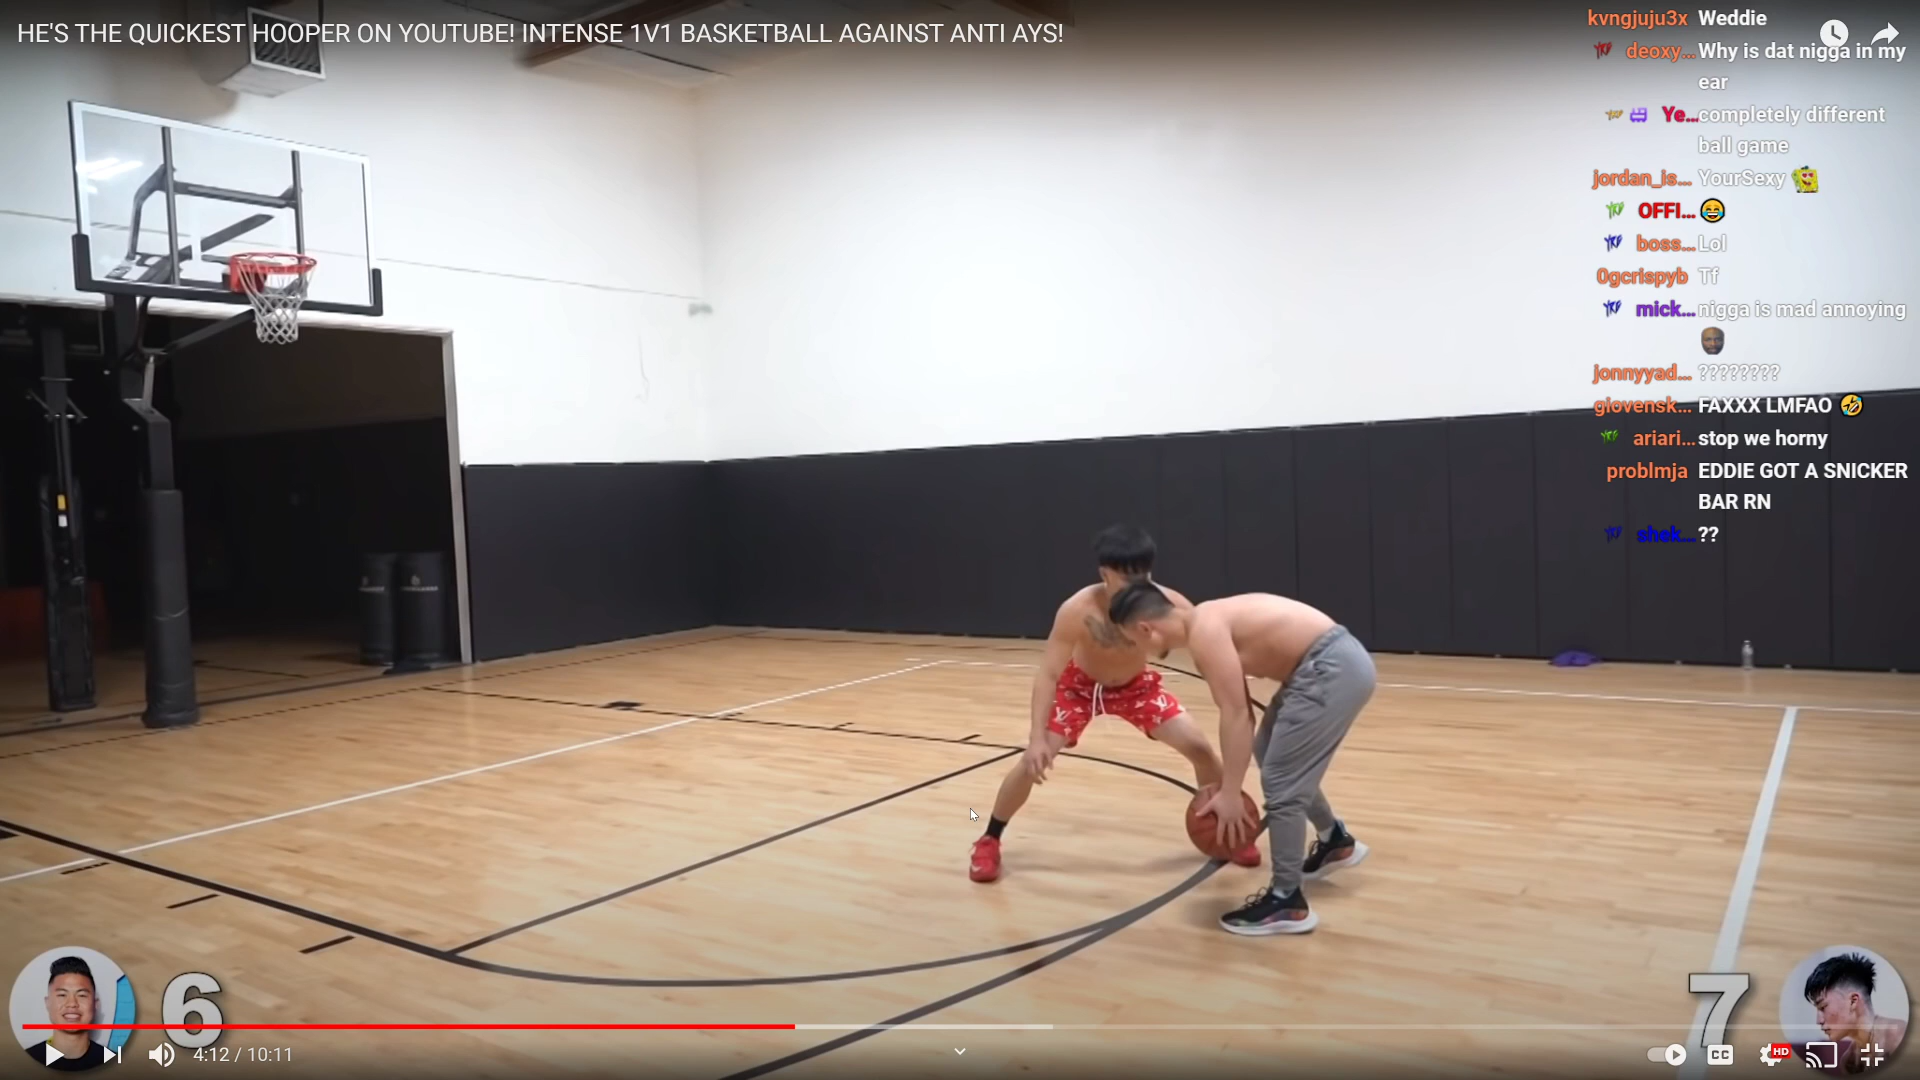 HE'S THE QUICKEST HOOPER ON YOUTUBE! INTENSE 1V1 BASKETBALL AGAINST ANTI AYS!
kvngjuju3x Weddie
deoxy... Why is dat nigga in my
ear
Ye... completely different
ball game
jordan_is... YourSexy
OFFI... 😂
boss... Lol
0gcrispyb Tf
mick... nigga is mad annoying
jonnyyad... ????????
giovensk... FAXXX LMFAO 🤣
ariari... stop we horny
problmja EDDIE GOT A SNICKER
BAR RN
shek... ??
6
7
4:12 / 10:11
CC
HD